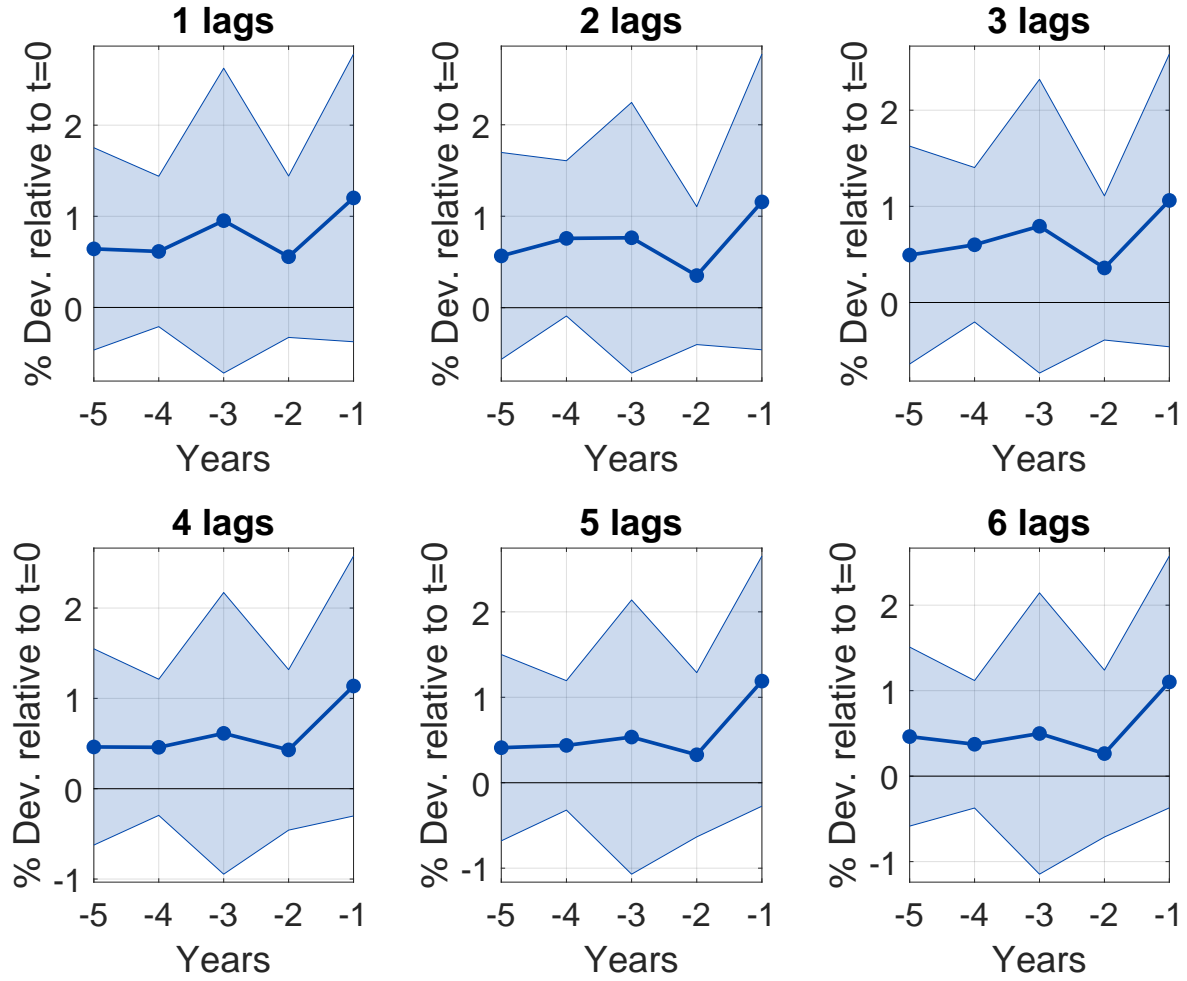 1 lags
% Dev. relative to t=0
2
1
0
-5 -4 -3 -2 -1
Years
2 lags
% Dev. relative to t=0
2
1
0
-5 -4 -3 -2 -1
Years
3 lags
% Dev. relative to t=0
2
1
0
-5 -4 -3 -2 -1
Years
4 lags
% Dev. relative to t=0
2
1
0
-1
-5 -4 -3 -2 -1
Years
5 lags
% Dev. relative to t=0
2
1
0
-1
-5 -4 -3 -2 -1
Years
6 lags
% Dev. relative to t=0
2
1
0
-1
-5 -4 -3 -2 -1
Years